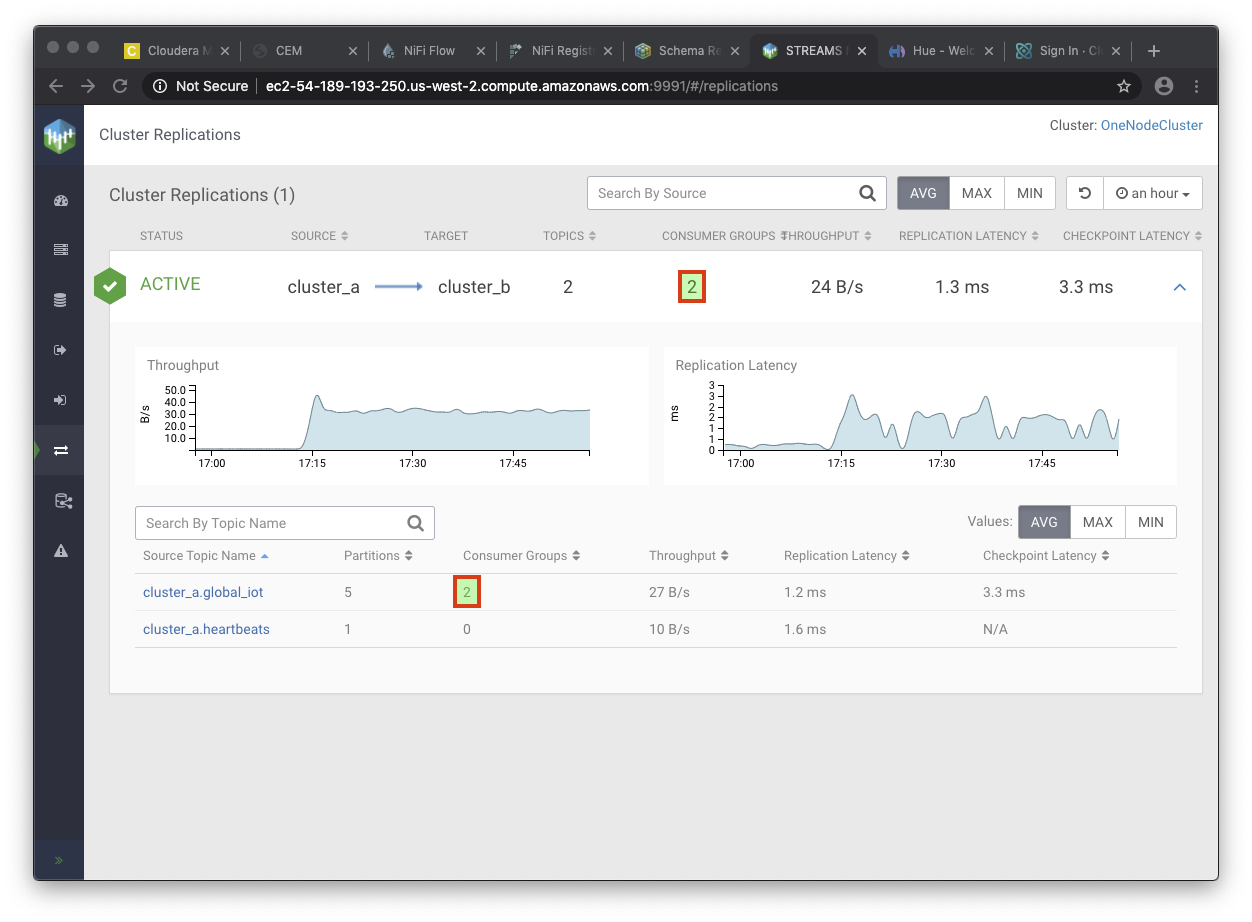 Cloudera M
CEM
NiFi Flow
NiFi Regist
Schema Re
STREAMS
Hue - Welc
Sign In · Cl
Not Secure
ec2-54-189-193-250.us-west-2.compute.amazonaws.com:9991/#/replications
Cluster Replications
Cluster: OneNodeCluster
Cluster Replications (1)
Search By Source
AVG MAX MIN
an hour
STATUS SOURCE TARGET TOPICS CONSUMER GROUPS THROUGHPUT REPLICATION LATENCY CHECKPOINT LATENCY
ACTIVE cluster_a cluster_b 2 2 24 B/s 1.3 ms 3.3 ms
Throughput
B/s
50.0
40.0
30.0
20.0
10.0
17:00 17:15 17:30 17:45
Replication Latency
ms
3
3
2
2
1
1
0
17:00 17:15 17:30 17:45
Search By Topic Name
Values: AVG MAX MIN
Source Topic Name Partitions Consumer Groups Throughput Replication Latency Checkpoint Latency
cluster_a.global_iot 5 2 27 B/s 1.2 ms 3.3 ms
cluster_a.heartbeats 1 0 10 B/s 1.6 ms N/A